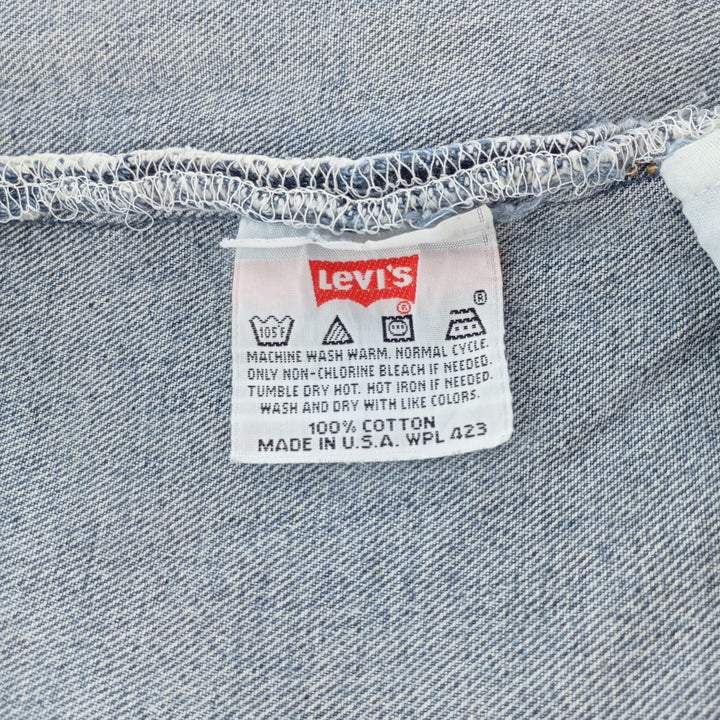 Levi's
®
®
105°F
MACHINE WASH WARM. NORMAL CYCLE.
ONLY NON-CHLORINE BLEACH IF NEEDED.
TUMBLE DRY HOT. HOT IRON IF NEEDED.
WASH AND DRY WITH LIKE COLORS.
100% COTTON
MADE IN U.S.A. WPL 423